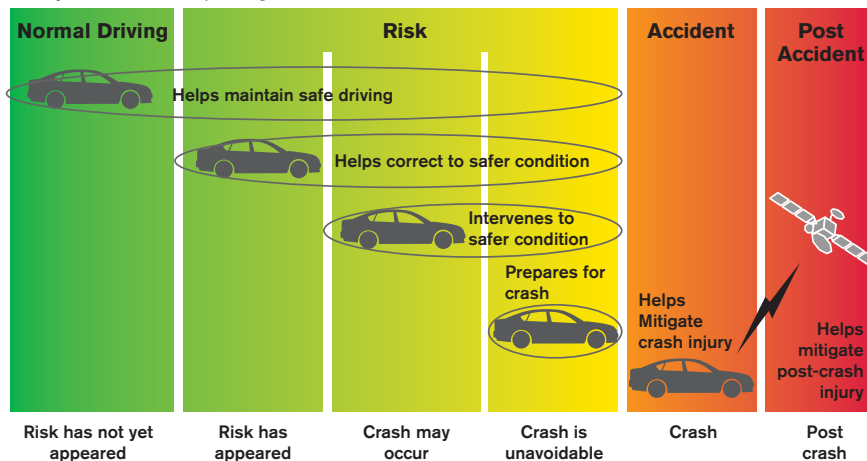 Normal Driving
Risk
Accident
Post
Accident
Helps maintain safe driving
Helps correct to safer condition
Intervenes to
safer condition
Prepares for
crash
Helps
Mitigate
crash injury
Helps
mitigate
post-crash
injury
Risk has not yet
appeared
Risk has
appeared
Crash may
occur
Crash is
unavoidable
Crash
Post
crash